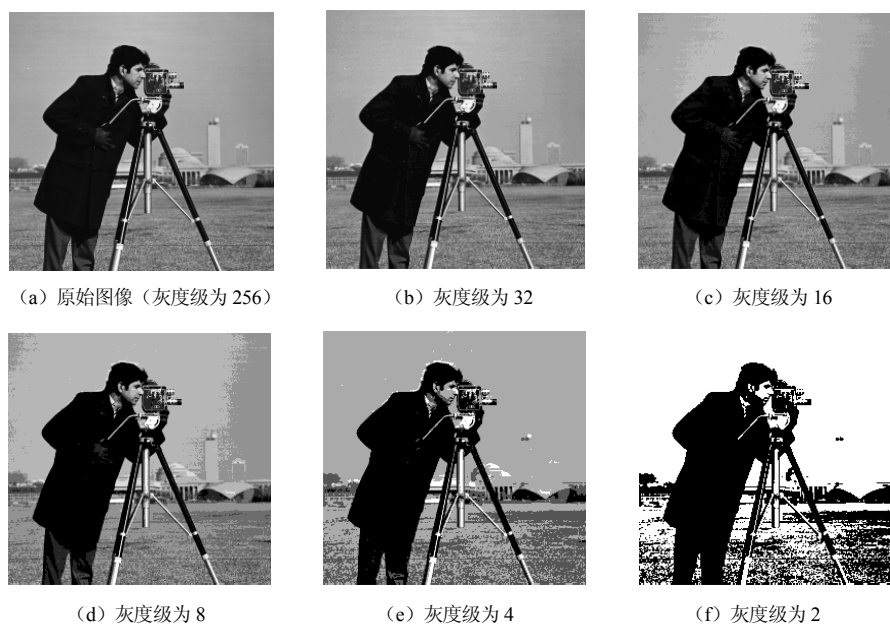 （a）原始图像（灰度级为 256）
（b）灰度级为 32
（c）灰度级为 16
（d）灰度级为 8
（e）灰度级为 4
（f）灰度级为 2